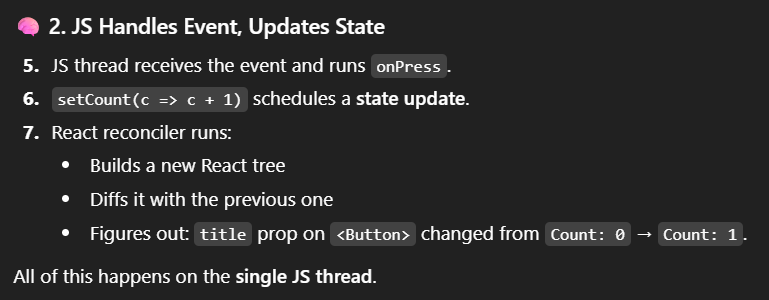 🧠 2. JS Handles Event, Updates State
5. JS thread receives the event and runs onPress.
6. setCount(c => c + 1) schedules a state update.
7. React reconciler runs:
• Builds a new React tree
• Diffs it with the previous one
• Figures out: title prop on <Button> changed from Count: 0 → Count: 1.
All of this happens on the single JS thread.